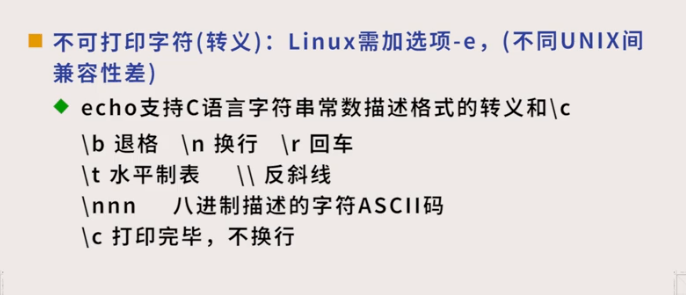 不可打印字符(转义)：Linux需加选项-e，(不同UNIX间
兼容性差)
echo支持C语言字符串常数描述格式的转义和\c
\b 退格 \n 换行 \r 回车
\t 水平制表 \\ 反斜线
\nnn 八进制描述的字符ASCII码
\c 打印完毕，不换行